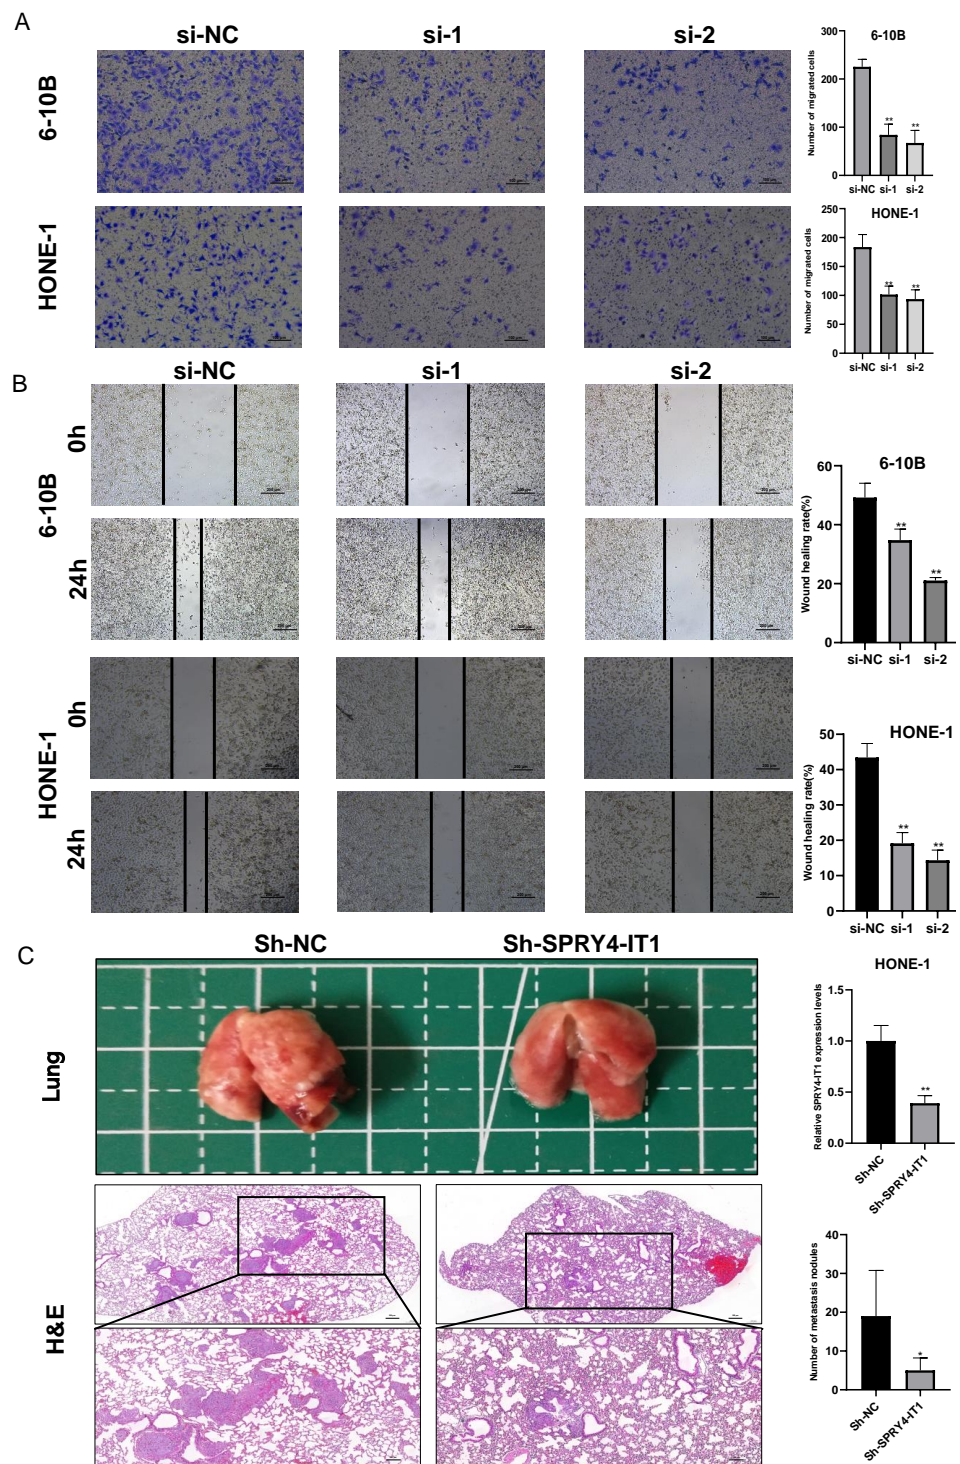 A
si-NC si-1 si-2
6-10B
HONE-1
6-10B
Number of migrated cells
300
200
100
0
si-NC si-1 si-2
HONE-1
Number of migrated cells
250
200
150
100
50
0
si-NC si-1 si-2
** **
** **
B
si-NC si-1 si-2
6-10B
0h
24h
HONE-1
0h
24h
6-10B
Wound healing rate(%)
60
40
20
0
** **
si-NC si-1 si-2
HONE-1
Wound healing rate(%)
50
40
30
20
10
0
** **
si-NC si-1 si-2
C
Sh-NC Sh-SPRY4-IT1
Lung
H&E
HONE-1
Relative SPRY4-IT1 expression levels
1.5
1.0
0.5
0.0
**
Sh-NC
Sh-SPRY4-IT1
Number of metastasis nodules
40
30
20
10
0
*
Sh-NC
Sh-SPRY4-IT1